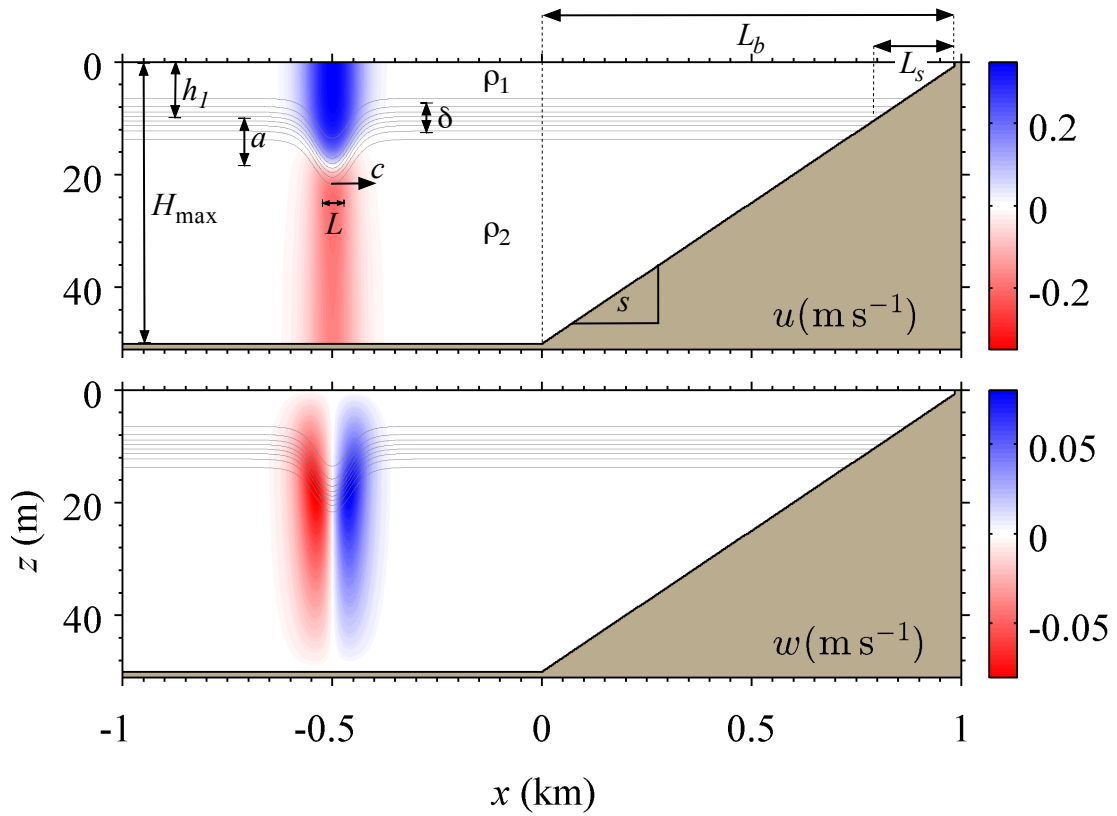 L_b
L_s
0
h_1
ρ_1
δ
0.2
a
20
c
H_max
L
ρ_2
0
40
s
u(m s⁻¹)
-0.2
0
0.05
20
z (m)
0
40
w(m s⁻¹)
-0.05
-1
-0.5
0
0.5
1
x (km)